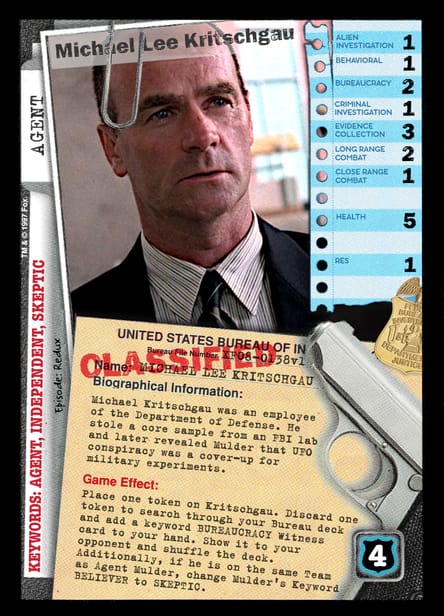 Michael Lee Kritschgau
AGENT
TM & © 1997 Fox.
KEYWORDS: AGENT, INDEPENDENT, SKEPTIC
Episode: Redux
ALIEN
INVESTIGATION 1
BEHAVIORAL 1
BUREAUCRACY 2
CRIMINAL
INVESTIGATION 1
EVIDENCE
COLLECTION 3
LONG RANGE
COMBAT 2
CLOSE RANGE
COMBAT 1
HEALTH 5
RES 1
UNITED STATES BUREAU OF IN
Bureau File Number XF08-0158v1
CLASSIFIED
Name: MICHAEL LEE KRITSCHGAU
Biographical Information:
Michael Kritschgau was an employee
of the Department of Defense. He
stole a core sample from an FBI lab
and later revealed Mulder that UFO
conspiracy was a cover-up for
military experiments.
Game Effect:
Place one token on Kritschgau. Discard one
token to search through your Bureau deck
and add a keyword BUREAUCRACY Witness
card to your hand. Show it to your
opponent and shuffle the deck.
Additionally, if he is on the same Team
as Agent Mulder, change Mulder's Keyword
BELIEVER to SKEPTIC.
4